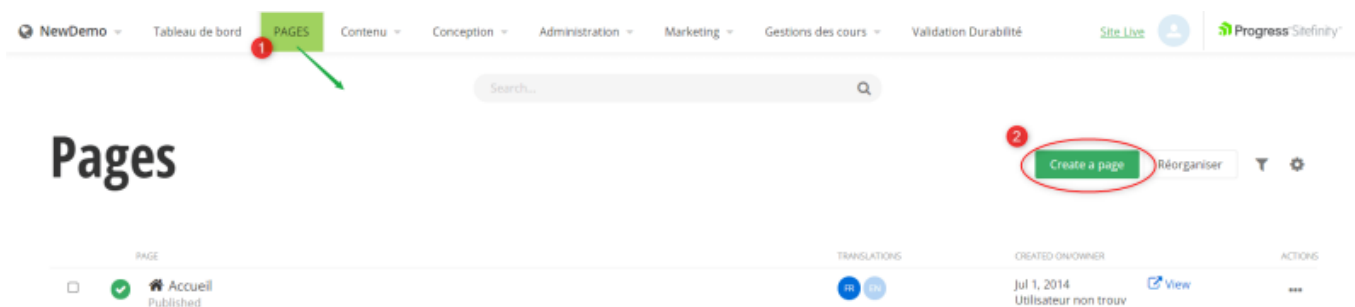 NewDemo Tableau de bord PAGES Contenu Conception Administration Marketing Gestions des cours Validation Durabilité Site Live Progress Sitefinity
1
Search...
2
Pages
Create a page Réorganiser
PAGE TRANSLATIONS CREATED ON/OWNER ACTIONS
Accueil FR EN Jul 1, 2014 View
Published Utilisateur non trouv